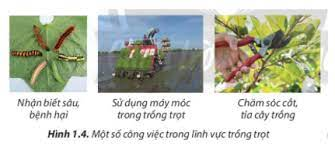 Nhận biết sâu,
bệnh hại
Sử dụng máy móc
trong trồng trọt
Chăm sóc cắt,
tỉa cây trồng
Hình 1.4. Một số công việc trong lĩnh vực trồng trọt